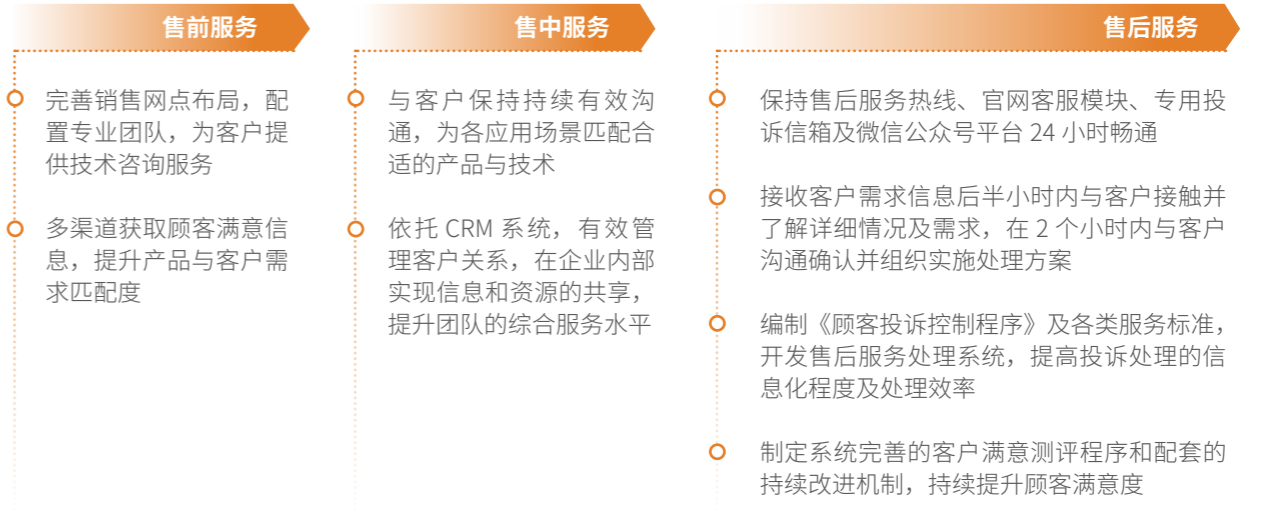 售前服务
完善销售网点布局，配
置专业团队，为客户提
供技术咨询服务
多渠道获取顾客满意信
息，提升产品与客户需
求匹配度
售中服务
与客户保持持续有效沟
通，为各应用场景匹配合
适的产品与技术
依托 CRM 系统，有效管
理客户关系，在企业内部
实现信息和资源的共享，
提升团队的综合服务水平
售后服务
保持售后服务热线、官网客服模块、专用投
诉信箱及微信公众号平台 24 小时畅通
接收客户需求信息后半小时内与客户接触并
了解详细情况及需求，在 2 个小时内与客户
沟通确认并组织实施处理方案
编制《顾客投诉控制程序》及各类服务标准，
开发售后服务处理系统，提高投诉处理的信
息化程度及处理效率
制定系统完善的客户满意测评程序和配套的
持续改进机制，持续提升顾客满意度